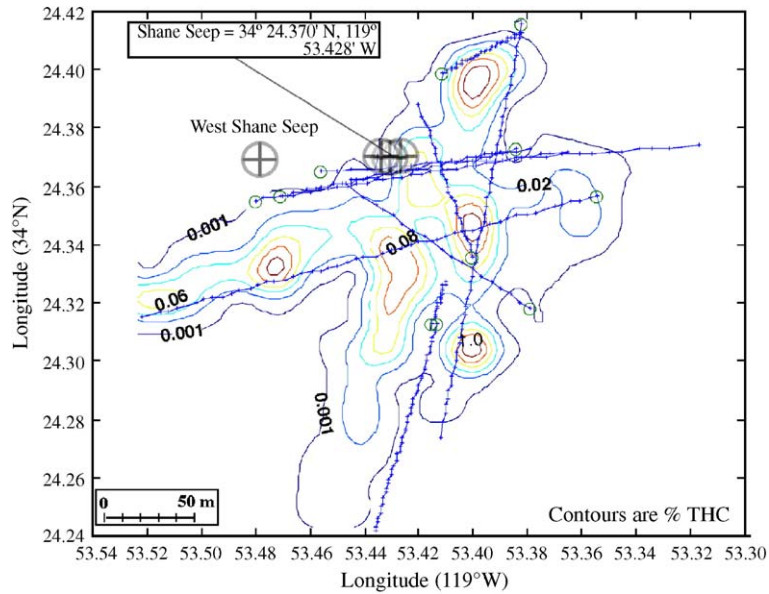 24.42
Shane Seep = 34º 24.370' N, 119º
53.428' W
24.40
West Shane Seep
24.38
0.02
24.36
0.001
24.34
0.08
24.32
0.06
0.001
24.30
1.0
24.28
0.001
24.26
0 50 m
Contours are % THC
24.24
53.54 53.50 53.48 53.46 53.44 53.42 53.40 53.38 53.36 53.34 53.32 53.30
Longitude (119°W)
Longitude (34°N)